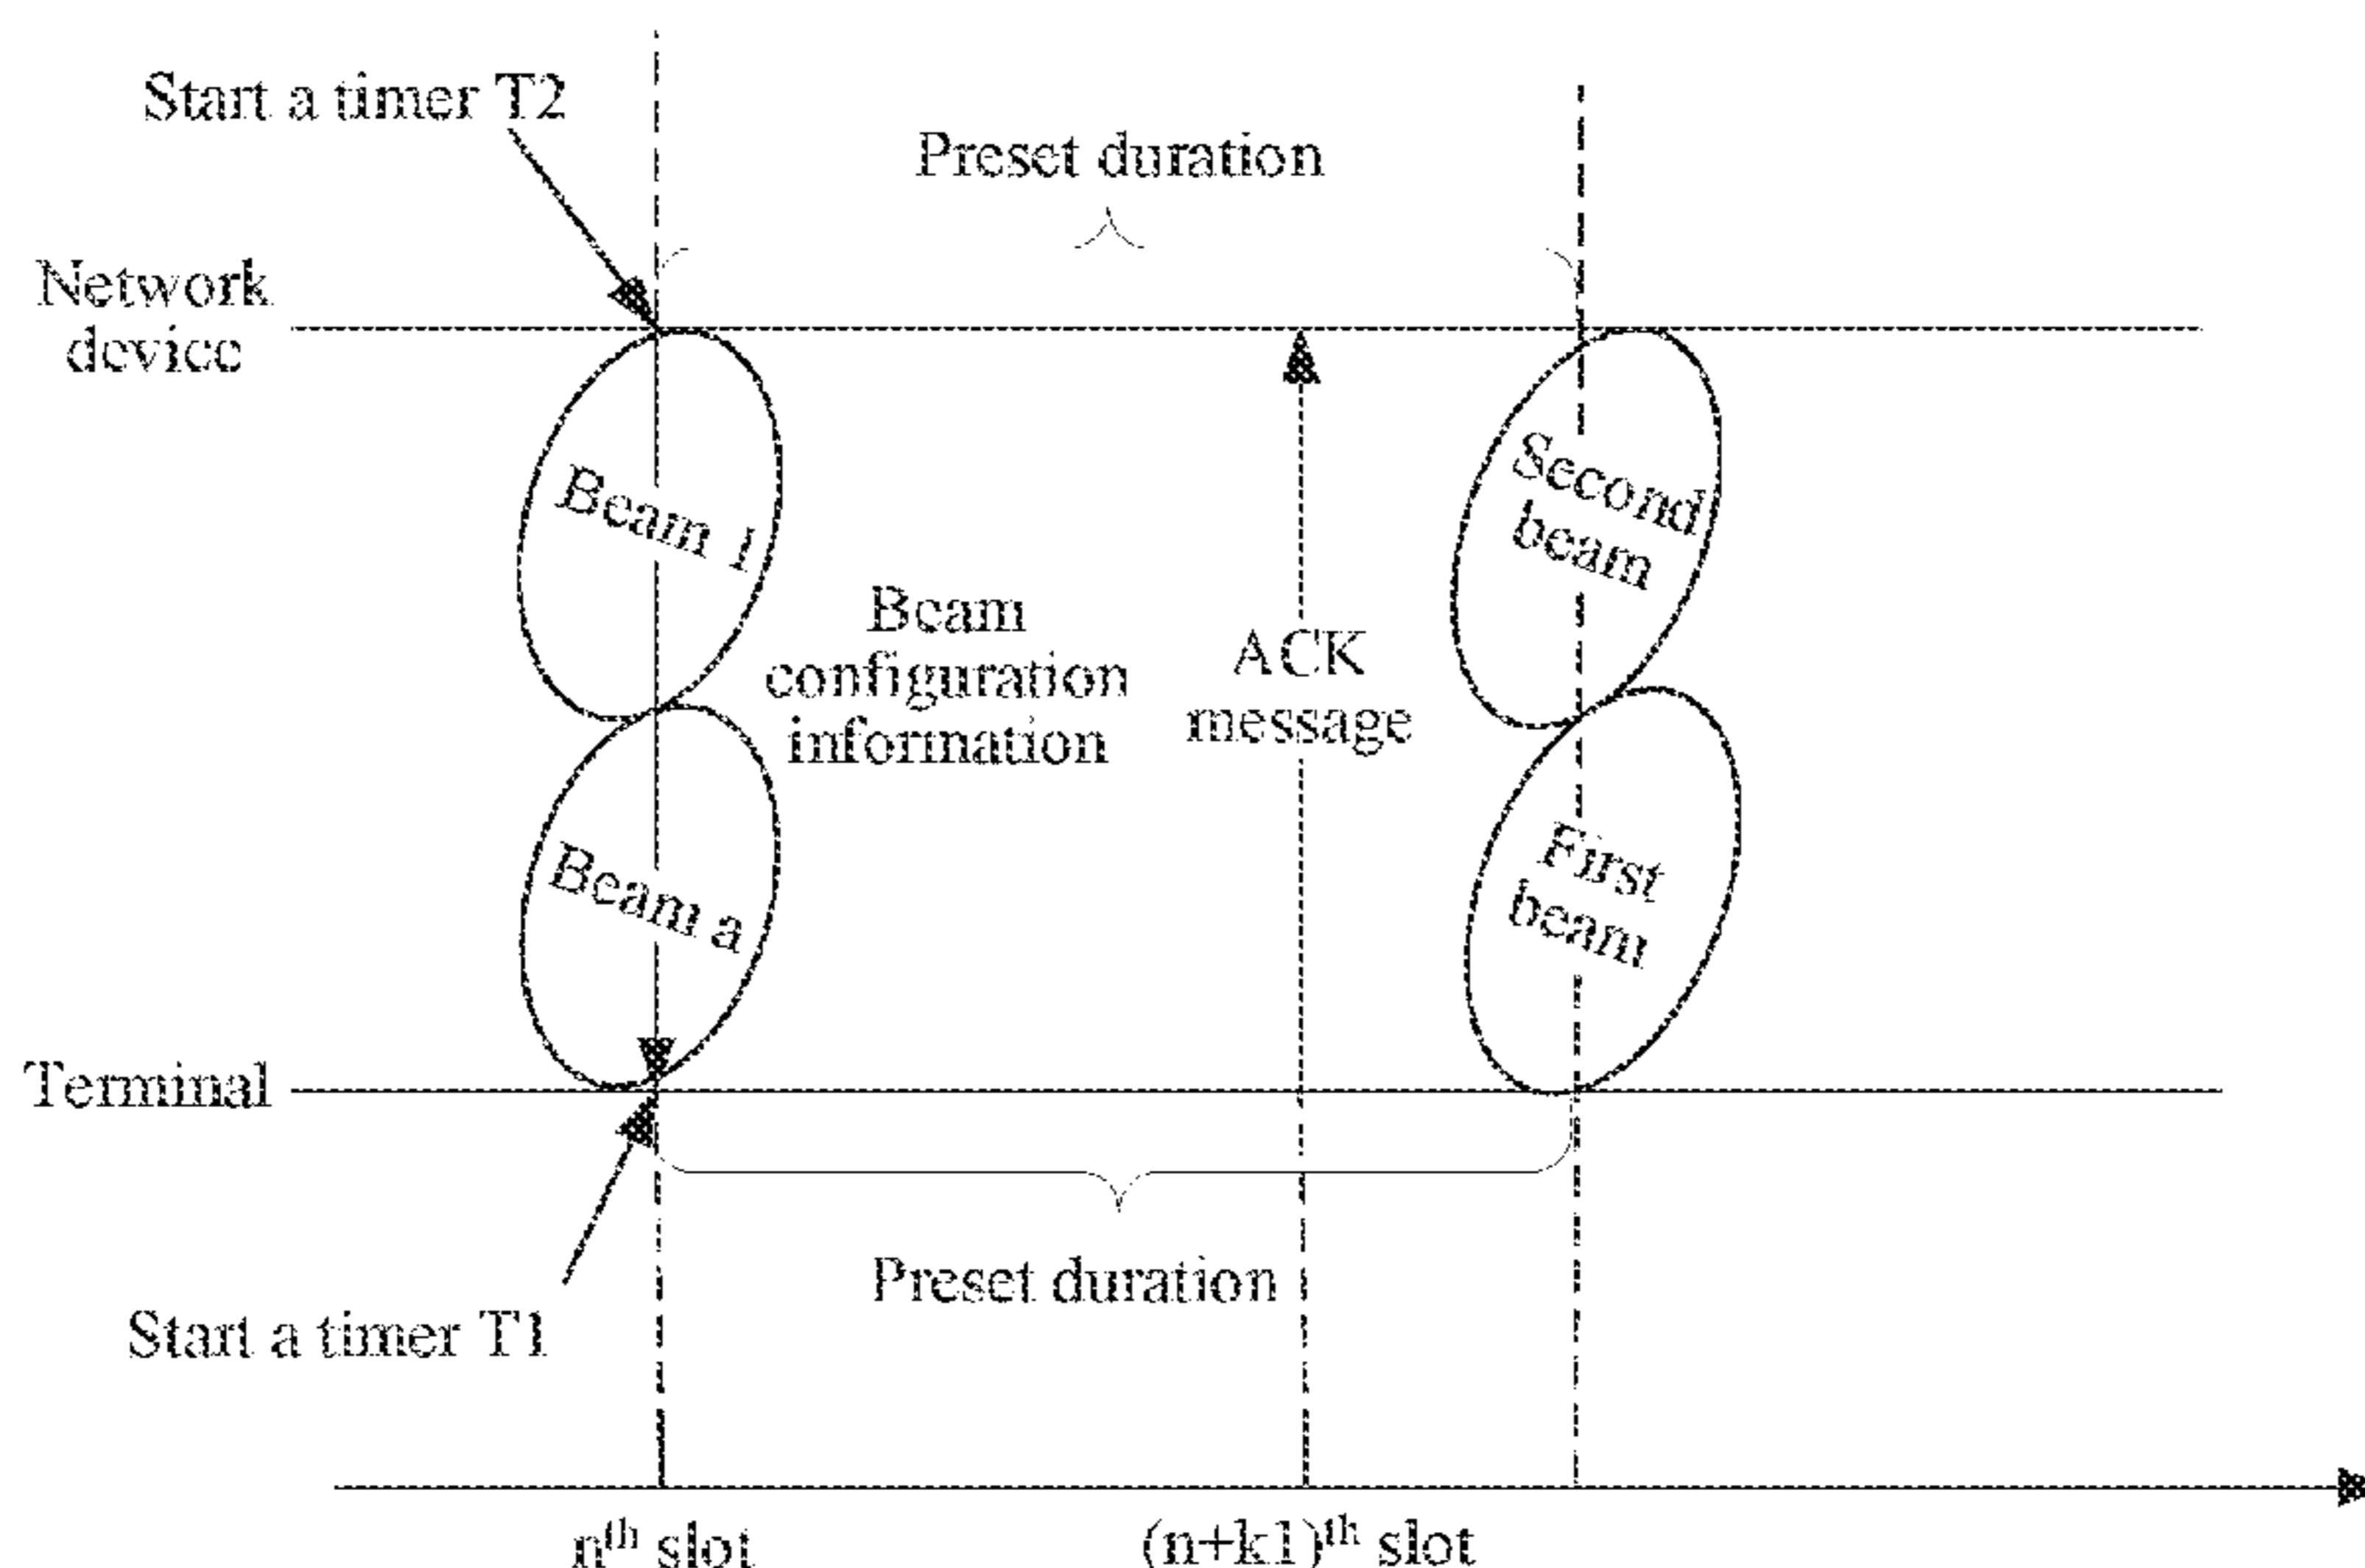 Start a timer T2
Preset duration
Network
device
Beam 1
Second
beam
Beam
configuration
information
ACK
message
Beam a
First
beam
Terminal
Preset duration
Start a timer T1
nth slot
(n+k1)th slot